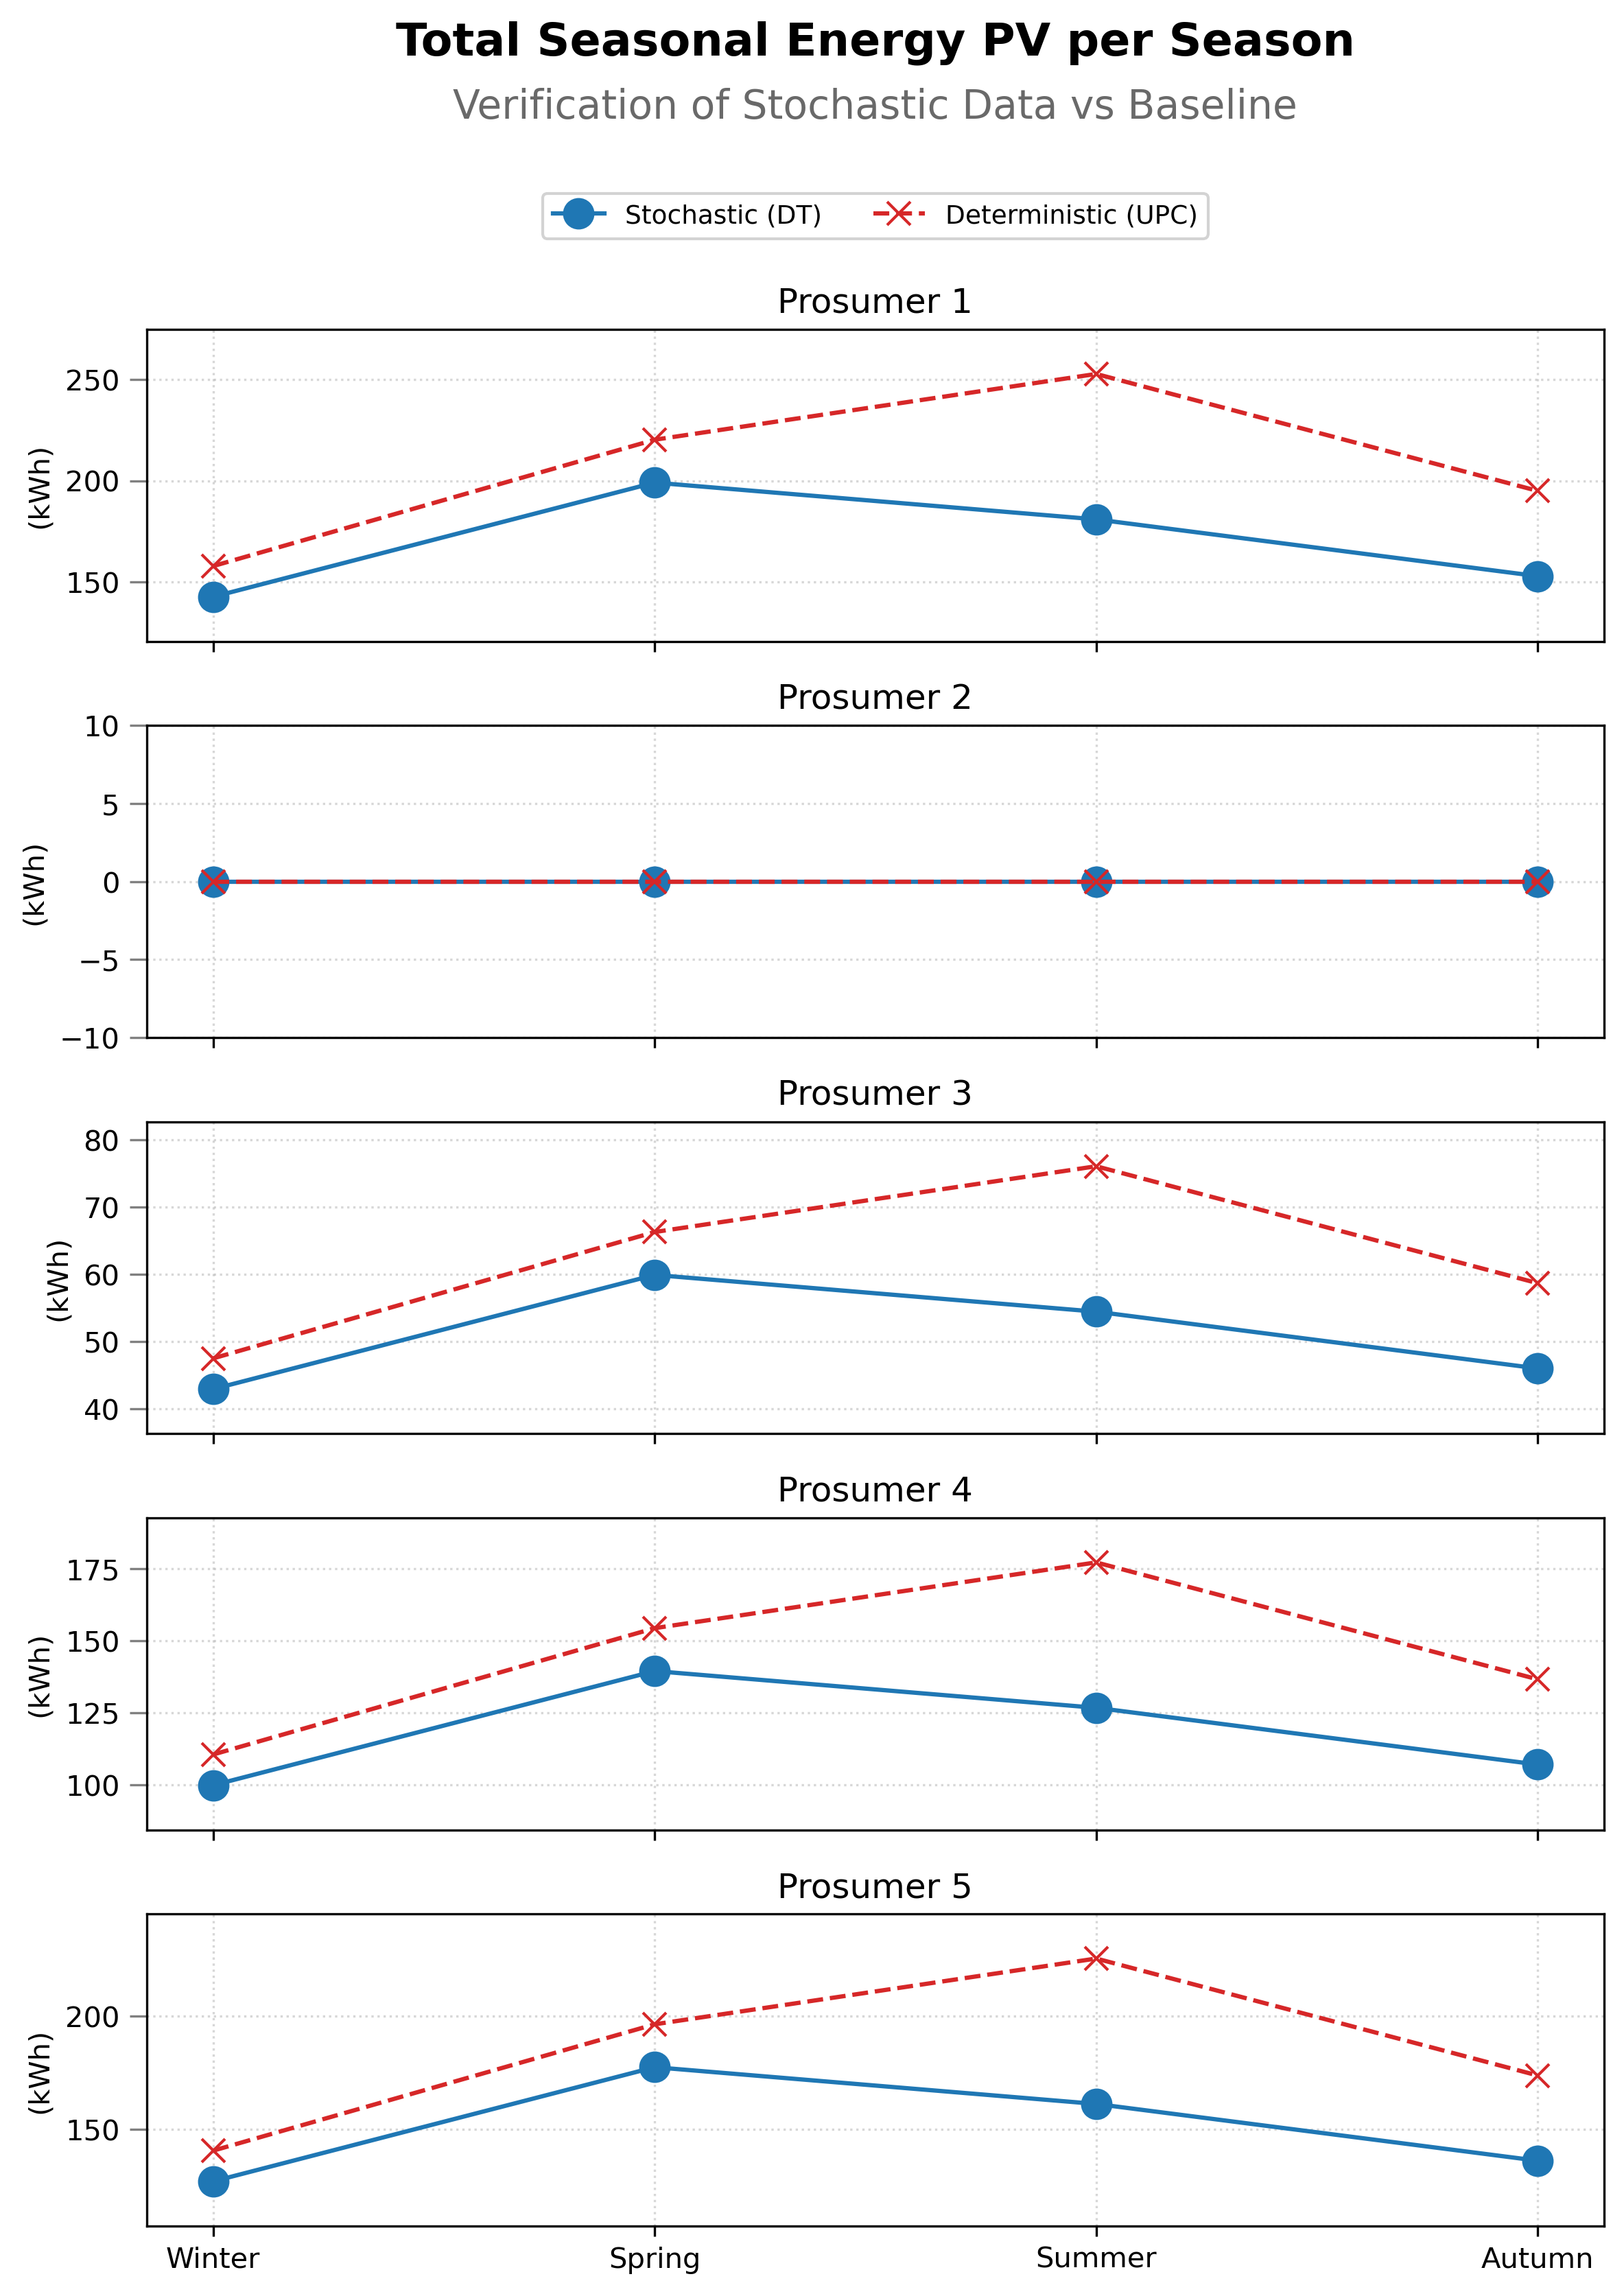 Total Seasonal Energy PV per Season
Verification of Stochastic Data vs Baseline
Stochastic (DT) Deterministic (UPC)
Prosumer 1
250
200
150
(kWh)
Prosumer 2
10
5
0
−5
−10
(kWh)
Prosumer 3
80
70
60
50
40
(kWh)
Prosumer 4
175
150
125
100
(kWh)
Prosumer 5
200
150
(kWh)
Winter Spring Summer Autumn